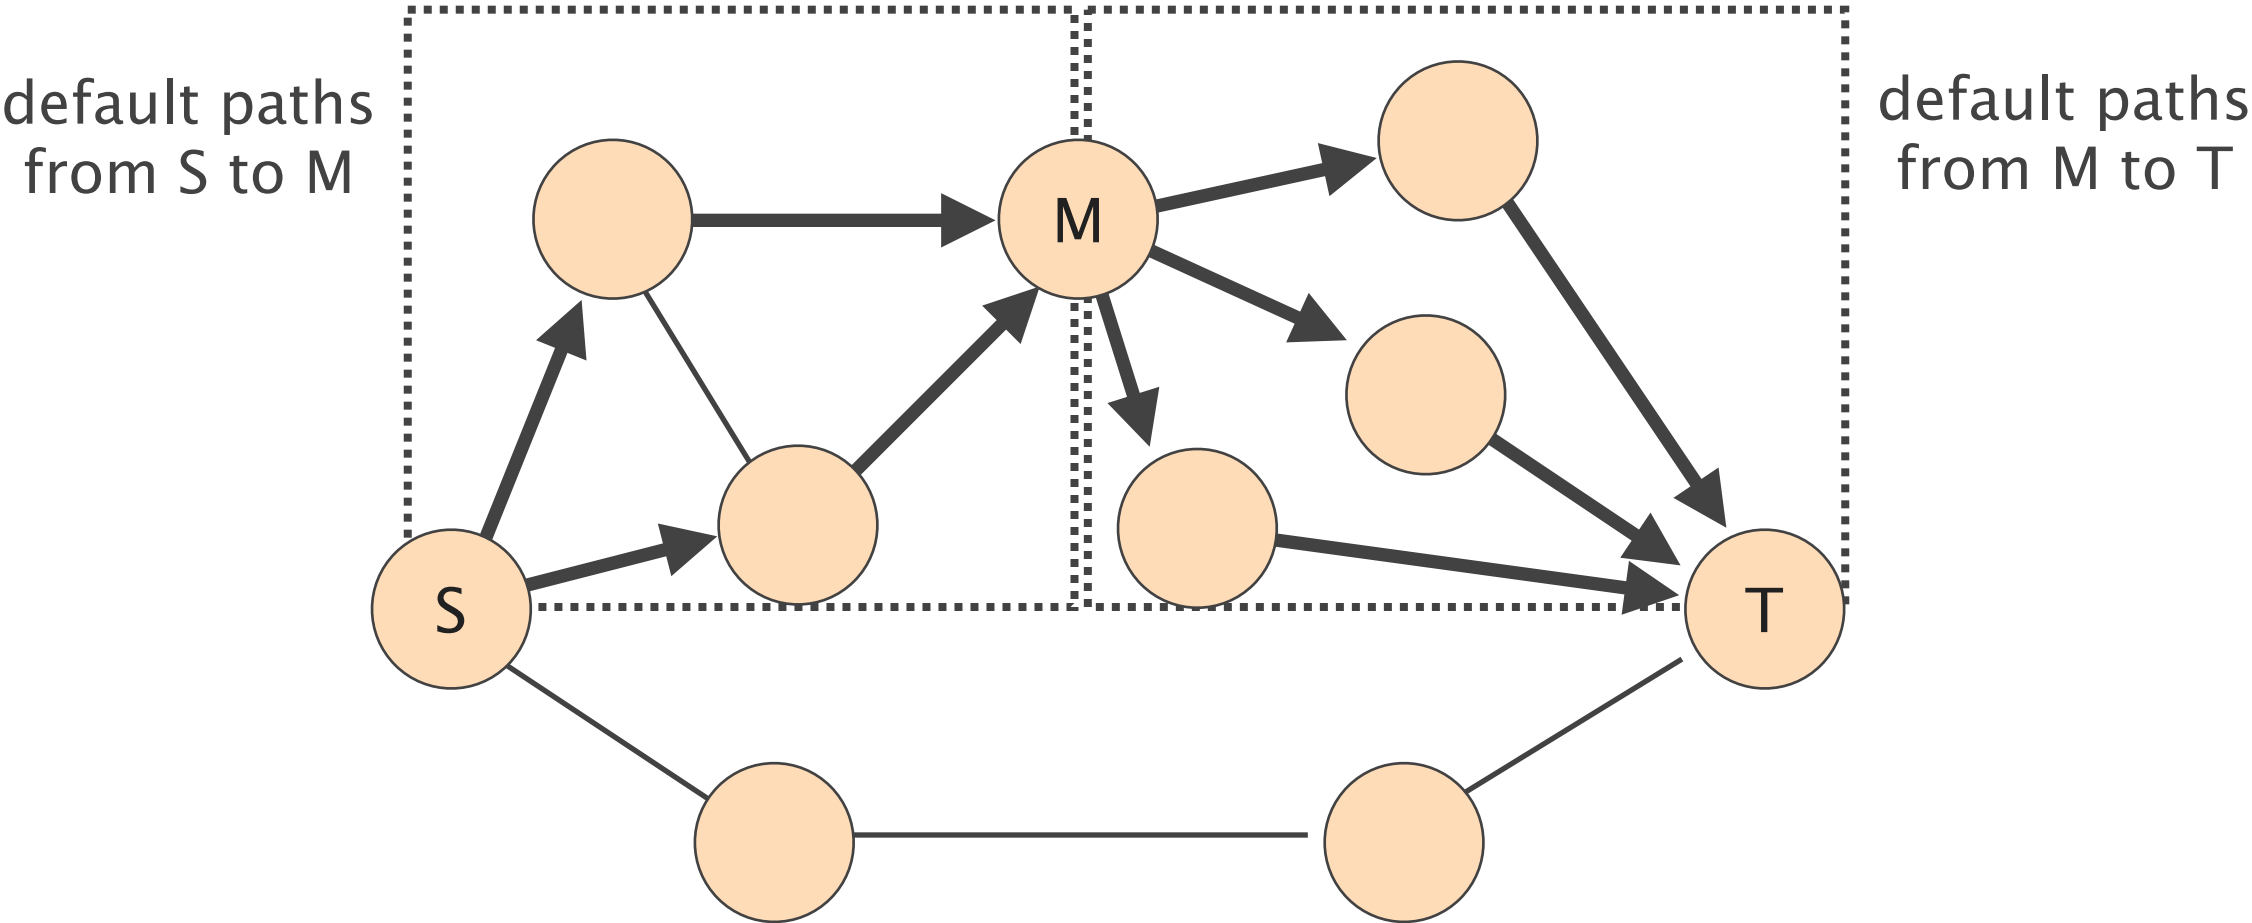 default paths
from S to M
default paths
from M to T
M
S
T